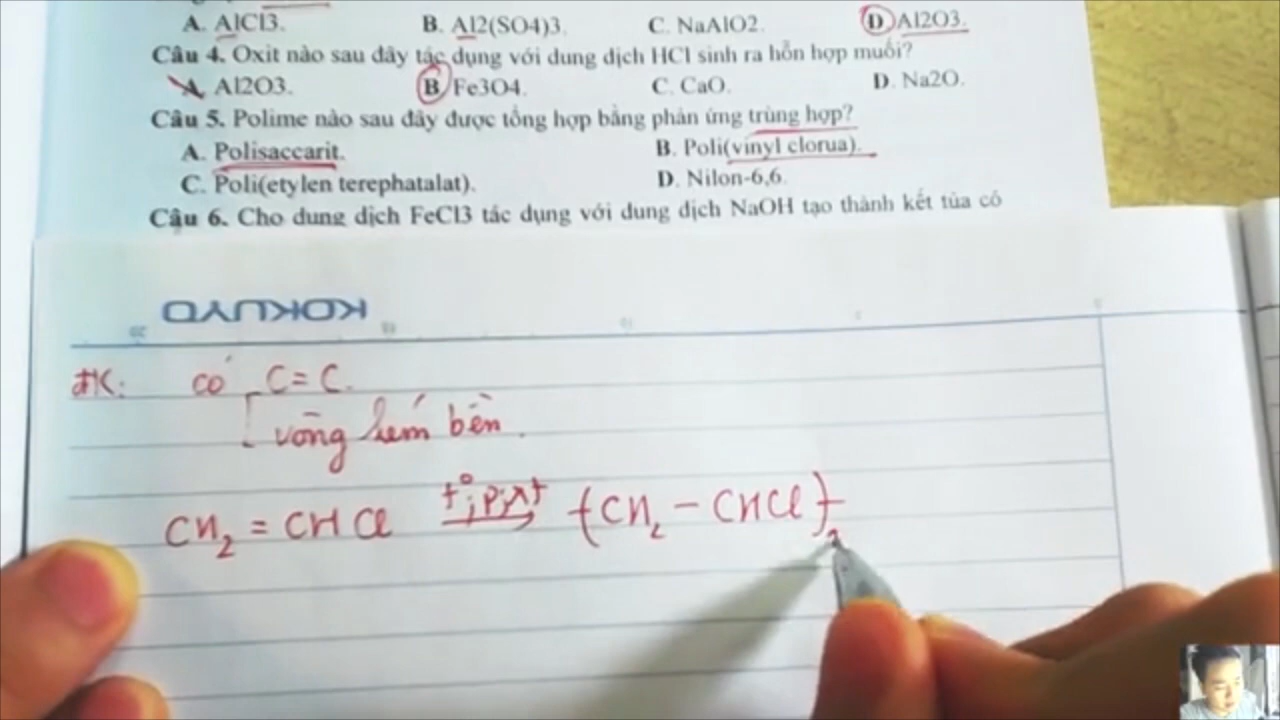 A. AlCl3. B. Al2(SO4)3. C. NaAlO2. D Al2O3.
Câu 4. Oxit nào sau đây tác dụng với dung dịch HCl sinh ra hỗn hợp muối?
A. Al2O3. B Fe3O4. C. CaO. D. Na2O.
Câu 5. Polime nào sau đây được tổng hợp bằng phản ứng trùng hợp?
A. Polisaccarit. B. Poli(vinyl clorua).
C. Poli(etylen terephatalat). D. Nilon-6,6.
Câu 6. Cho dung dịch FeCl3 tác dụng với dung dịch NaOH tạo thành kết tủa có
KOKUYO
ĐK: có C=C.
vòng kém bền.
CH2 = CHCl t°, p, xt (CH2 - CHCl)